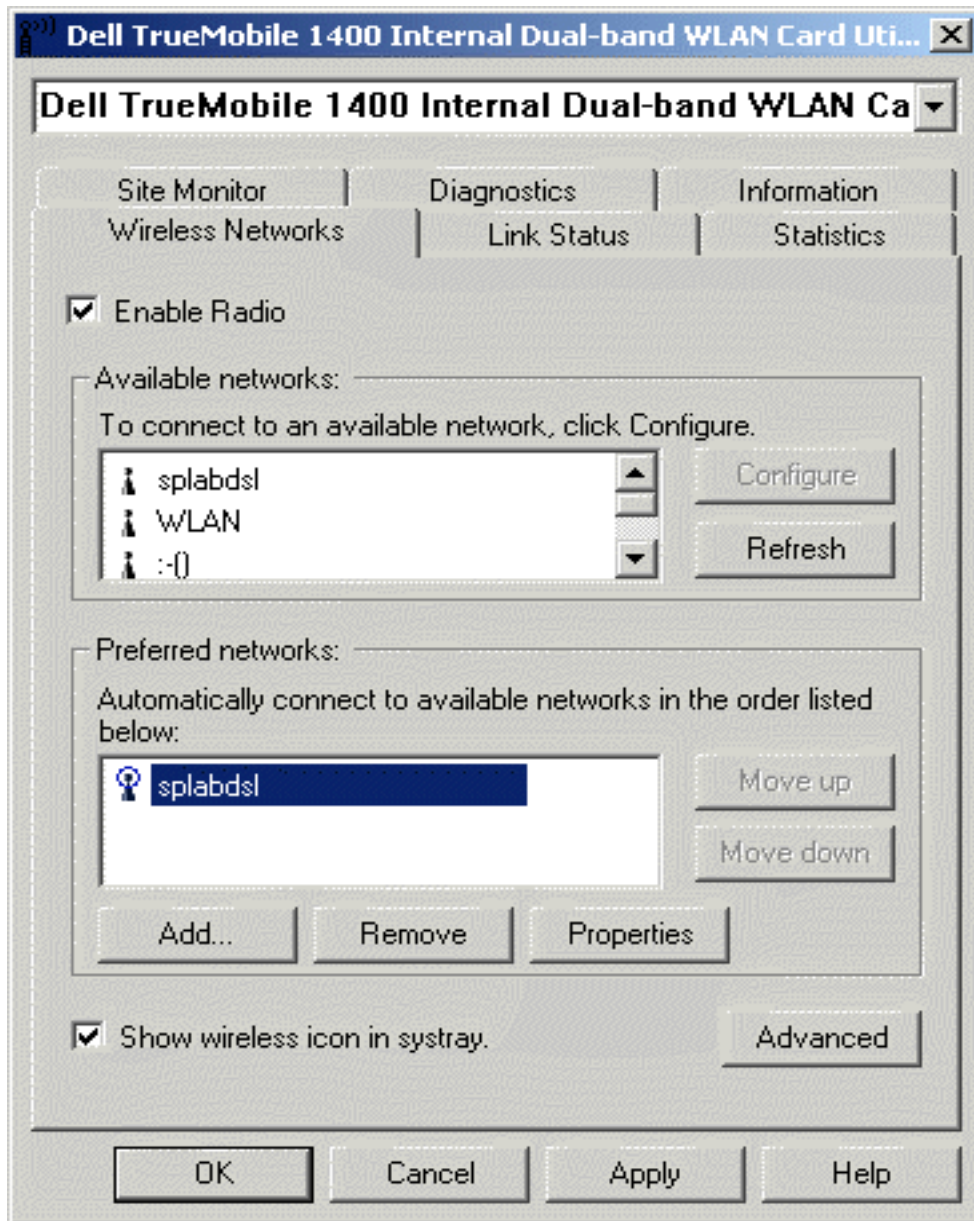 Dell TrueMobile 1400 Internal Dual-band WLAN Card Uti...
Dell TrueMobile 1400 Internal Dual-band WLAN Ca
Site Monitor Diagnostics Information
Wireless Networks Link Status Statistics
Enable Radio
Available networks:
To connect to an available network, click Configure.
splabdsl
WLAN
:-()
Configure
Refresh
Preferred networks:
Automatically connect to available networks in the order listed
below:
splabdsl
Move up
Move down
Add... Remove Properties
Show wireless icon in systray.
Advanced
OK Cancel Apply Help